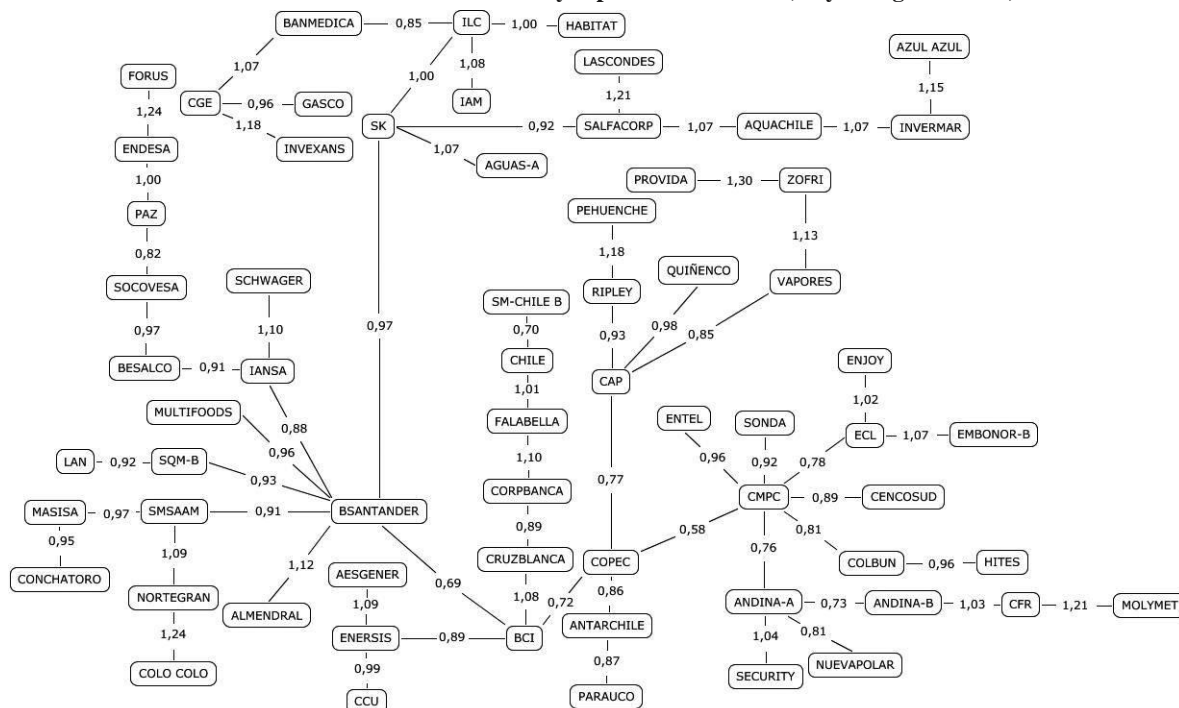 BANMEDICA
0,85
ILC
1,00
HABITAT
AZUL AZUL
FORUS
1,07
1,08
LASCONDES
1,15
1,24
CGE
0,96
GASCO
1,00
IAM
1,21
1,18
SK
0,92
SALFACORP
1,07
AQUACHILE
1,07
INVERMAR
ENDESA
INVEXANS
1,07
AGUAS-A
1,00
PROVIDA
1,30
ZOFRI
PAZ
PEHUENCHE
0,82
1,18
1,13
SOCOVESA
SCHWAGER
QUIÑENCO
VAPORES
SM-CHILE B
RIPLEY
0,97
1,10
0,97
0,70
0,93
0,98
0,85
BESALCO
0,91
IANSA
CHILE
CAP
ENJOY
1,01
1,02
MULTIFOODS
0,88
FALABELLA
ENTEL
SONDA
ECL
1,07
EMBONOR-B
0,96
1,10
0,96
0,92
0,78
LAN
0,92
SQM-B
0,93
CORPBANCA
0,77
CMPC
0,89
CENCOSUD
MASISA
0,97
SMSAAM
0,91
BSANTANDER
0,89
0,58
0,81
0,95
1,09
CRUZBLANCA
COPEC
0,76
COLBUN
0,96
HITES
CONCHATORO
1,12
AESGENER
0,69
1,08
0,72
0,86
NORTEGRAN
ALMENDRAL
1,09
ANDINA-A
0,73
ANDINA-B
1,03
CFR
1,21
MOLYMET
1,24
ENERSIS
0,89
BCI
ANTARCHILE
1,04
0,81
COLO COLO
0,99
0,87
SECURITY
NUEVAPOLAR
CCU
PARAUCO